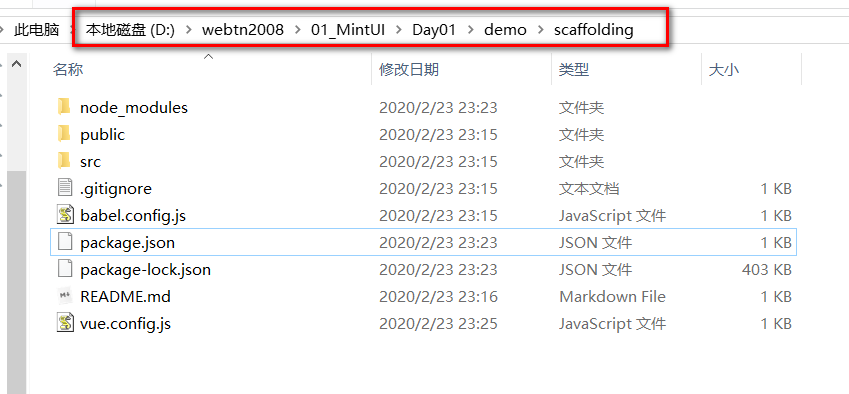 此电脑 本地磁盘 (D:) webtn2008 01_MintUI Day01 demo scaffolding
名称 修改日期 类型 大小
node_modules 2020/2/23 23:23 文件夹
public 2020/2/23 23:15 文件夹
src 2020/2/23 23:15 文件夹
.gitignore 2020/2/23 23:15 文本文档 1 KB
babel.config.js 2020/2/23 23:15 JavaScript 文件 1 KB
package.json 2020/2/23 23:23 JSON 文件 1 KB
package-lock.json 2020/2/23 23:23 JSON 文件 403 KB
README.md 2020/2/23 23:16 Markdown File 1 KB
vue.config.js 2020/2/23 23:25 JavaScript 文件 1 KB